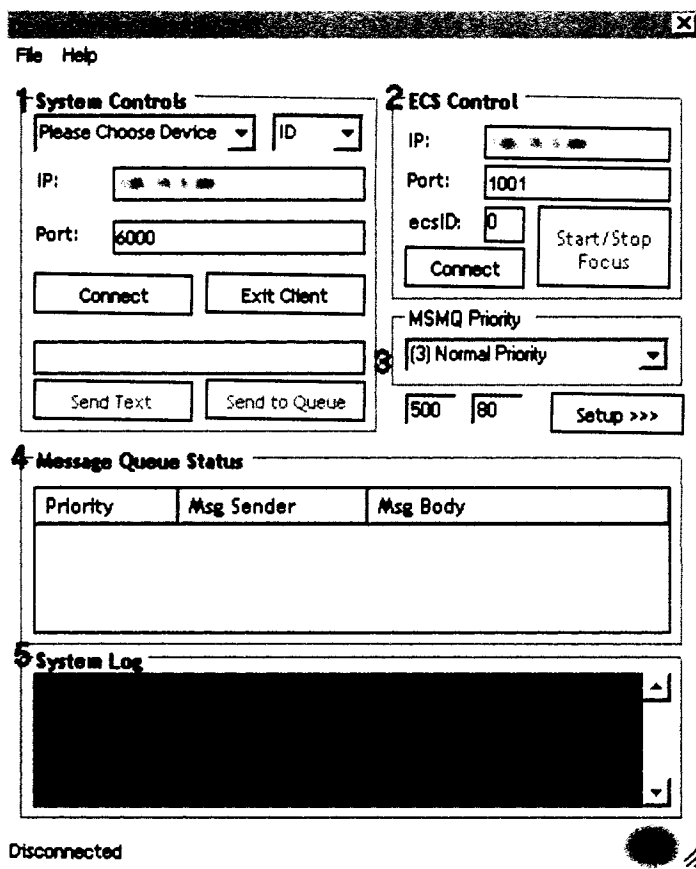 File Help
1 System Controls
Please Choose Device ID
IP:
Port: 6000
Connect Exit Client
Send Text Send to Queue
2 ECS Control
IP:
Port: 1001
ecsID: 0
Connect Start/Stop Focus
3 MSMQ Priority
(3) Normal Priority
500 80 Setup >>>
4 Message Queue Status
Priority Msg Sender Msg Body
5 System Log
Disconnected